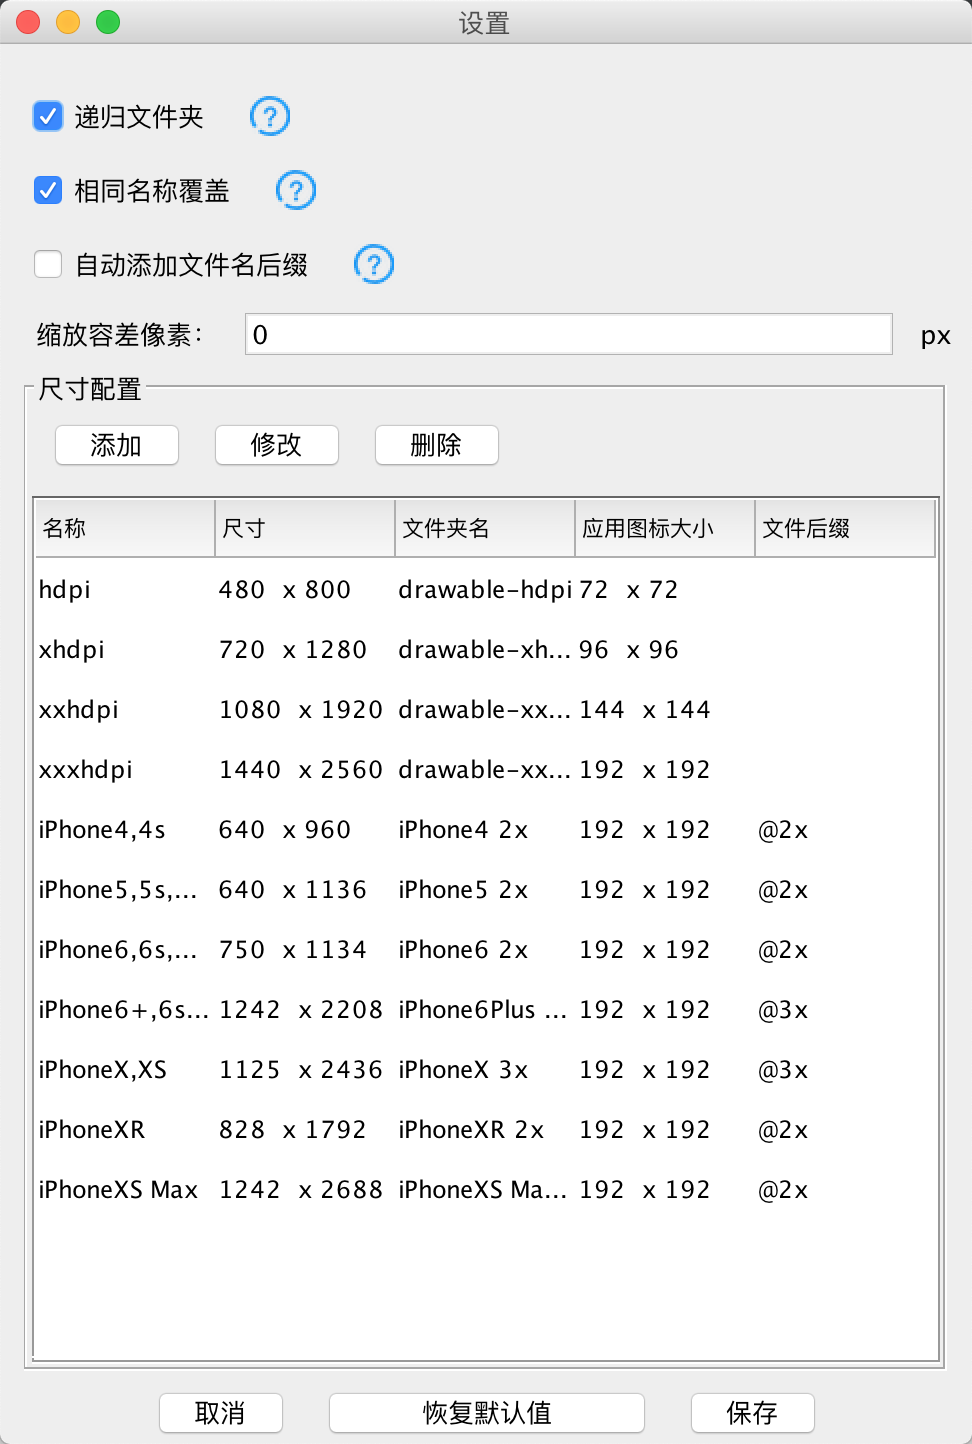 设置
递归文件夹 ?
相同名称覆盖 ?
自动添加文件名后缀 ?
缩放容差像素： 0 px
尺寸配置
添加 修改 删除
名称 尺寸 文件夹名 应用图标大小 文件后缀
hdpi 480 x 800 drawable-hdpi 72 x 72
xhdpi 720 x 1280 drawable-xh... 96 x 96
xxhdpi 1080 x 1920 drawable-xx... 144 x 144
xxxhdpi 1440 x 2560 drawable-xx... 192 x 192
iPhone4,4s 640 x 960 iPhone4 2x 192 x 192 @2x
iPhone5,5s,... 640 x 1136 iPhone5 2x 192 x 192 @2x
iPhone6,6s,... 750 x 1134 iPhone6 2x 192 x 192 @2x
iPhone6+,6s... 1242 x 2208 iPhone6Plus ... 192 x 192 @3x
iPhoneX,XS 1125 x 2436 iPhoneX 3x 192 x 192 @3x
iPhoneXR 828 x 1792 iPhoneXR 2x 192 x 192 @2x
iPhoneXS Max 1242 x 2688 iPhoneXS Ma... 192 x 192 @2x
取消 恢复默认值 保存